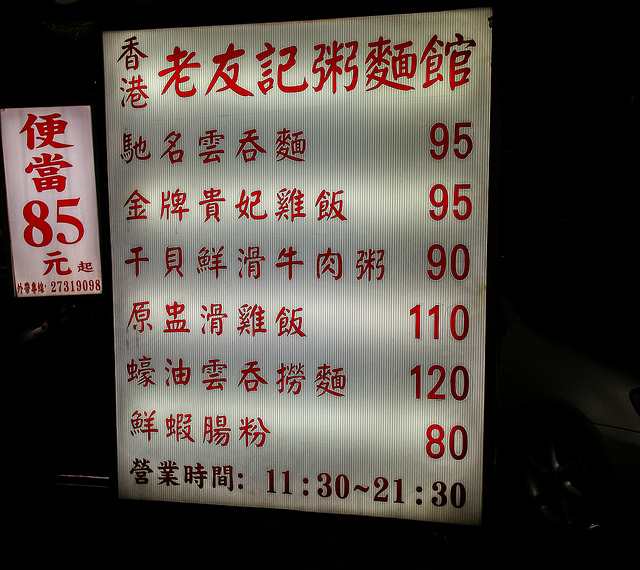 香港 老友記粥麵館
馳名雲吞麵 95
金牌貴妃雞飯 95
干貝鮮滑牛肉粥 90
原盅滑雞飯 110
蠔油雲吞撈麵 120
鮮蝦腸粉 80
營業時間: 11:30~21:30
便當
85
元起
外帶專線: 27319098